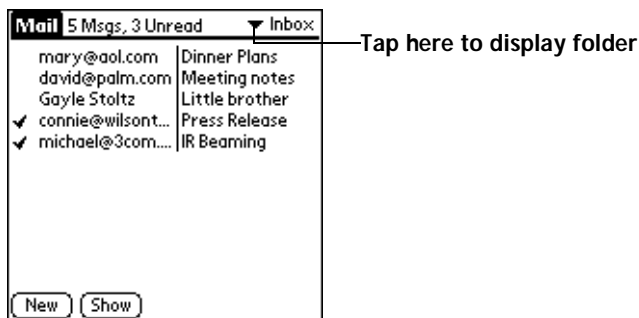 Mail 5 Msgs, 3 Unread Inbox
Tap here to display folder
mary@aol.com Dinner Plans
david@palm.com Meeting notes
Gayle Stoltz Little brother
connie@wilsont... Press Release
michael@3com.... IR Beaming
New Show